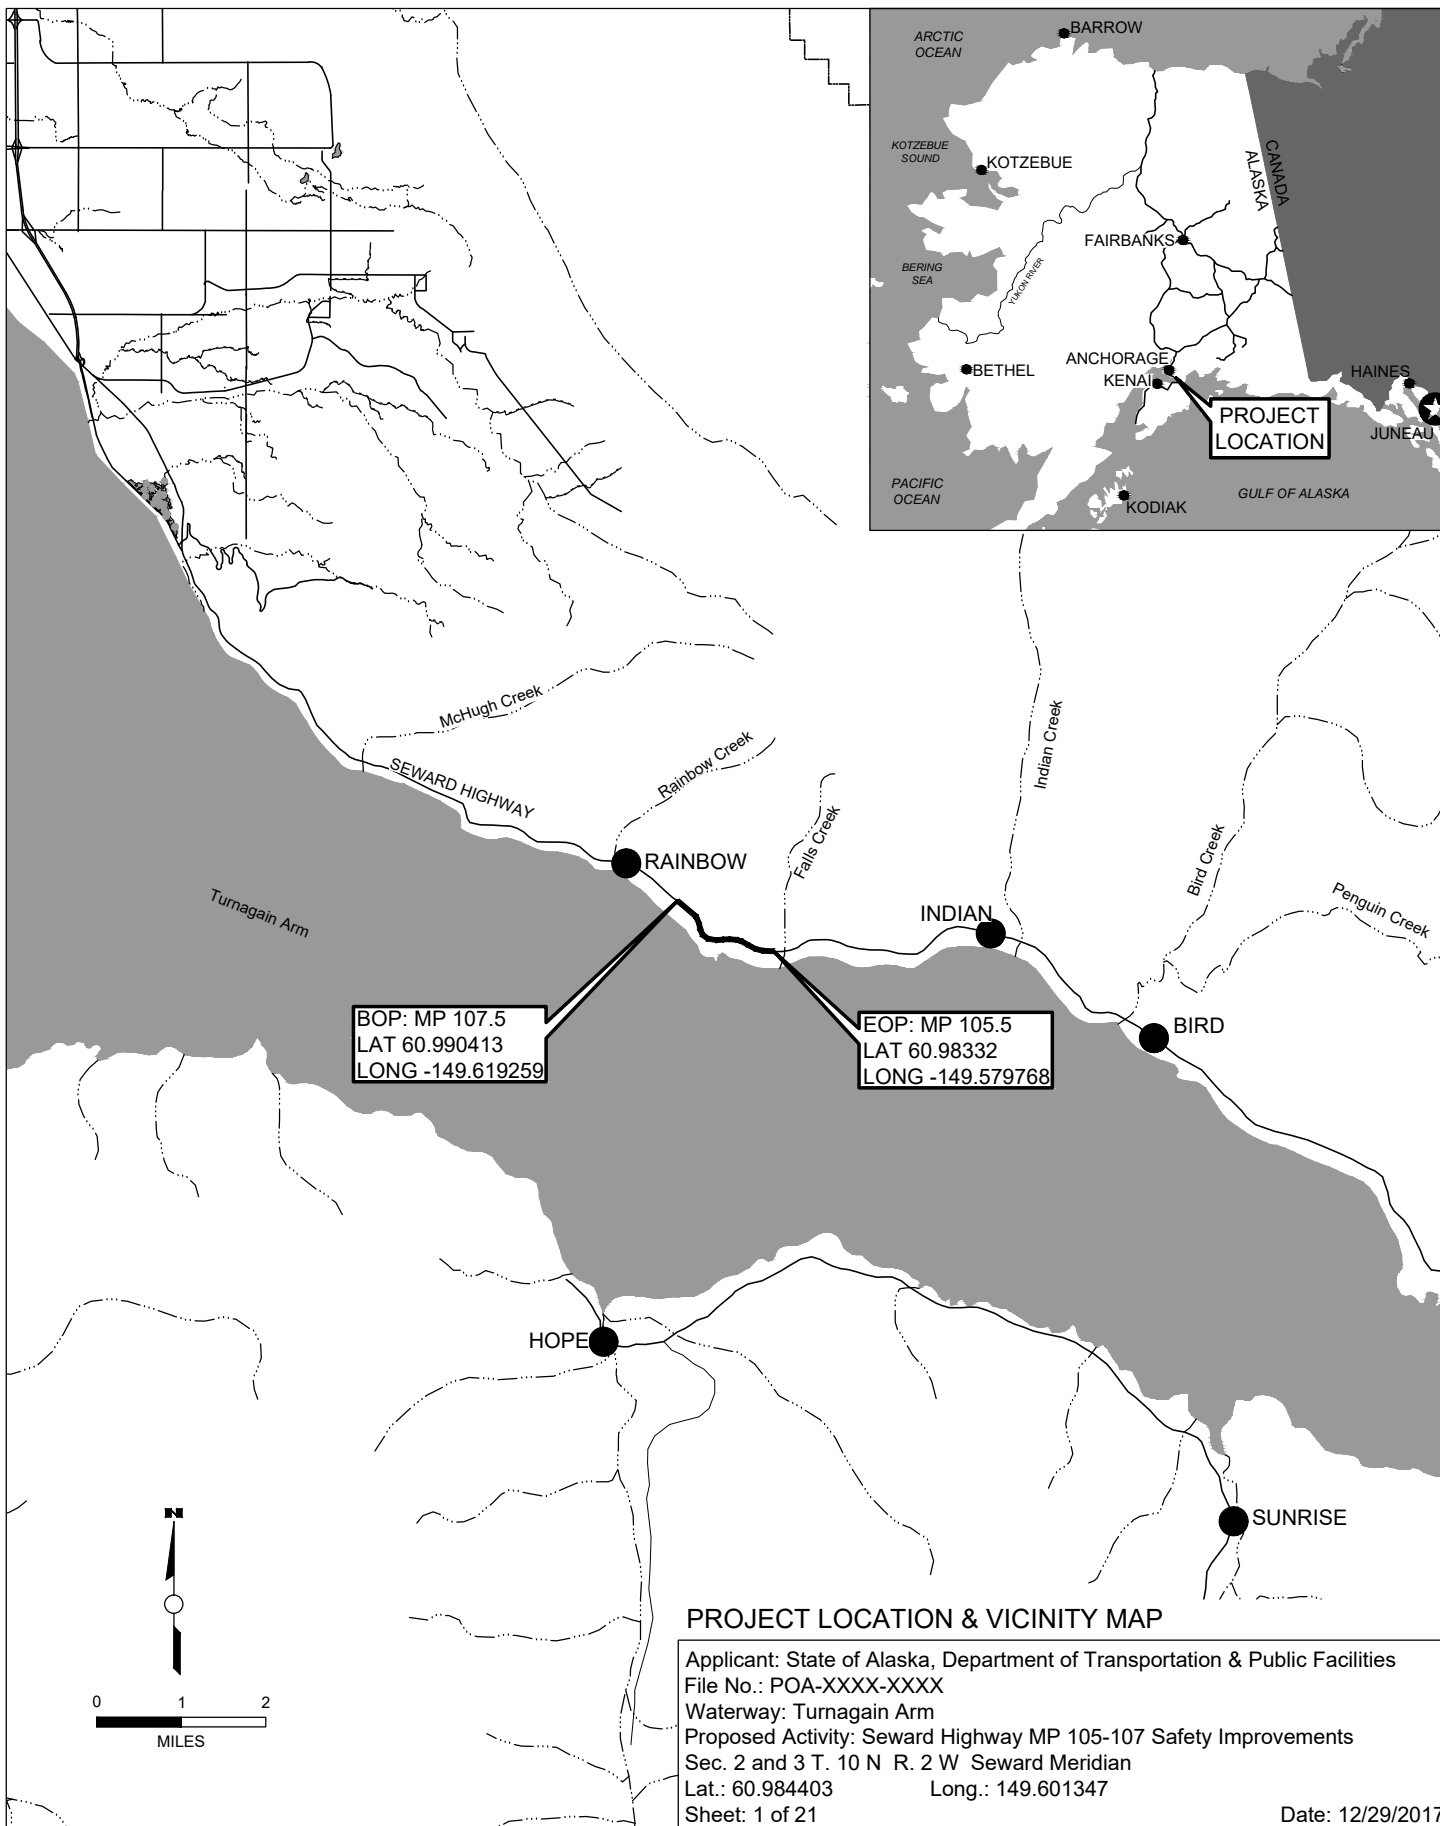 ARCTIC
OCEAN
BARROW
KOTZEBUE
SOUND
KOTZEBUE
CANADA
ALASKA
FAIRBANKS
BERING
SEA
YUKON RIVER
ANCHORAGE
BETHEL
KENAI
HAINES
PROJECT
LOCATION
JUNEAU
PACIFIC
OCEAN
GULF OF ALASKA
KODIAK
McHugh Creek
Rainbow Creek
Indian Creek
SEWARD HIGHWAY
Falls Creek
Bird Creek
RAINBOW
Penguin Creek
Turnagain Arm
INDIAN
BOP: MP 107.5
LAT 60.990413
LONG -149.619259
EOP: MP 105.5
LAT 60.98332
LONG -149.579768
BIRD
HOPE
SUNRISE
N
0 1 2
MILES
PROJECT LOCATION & VICINITY MAP
Applicant: State of Alaska, Department of Transportation & Public Facilities
File No.: POA-XXXX-XXXX
Waterway: Turnagain Arm
Proposed Activity: Seward Highway MP 105-107 Safety Improvements
Sec. 2 and 3 T. 10 N R. 2 W Seward Meridian
Lat.: 60.984403 Long.: 149.601347
Sheet: 1 of 21 Date: 12/29/2017